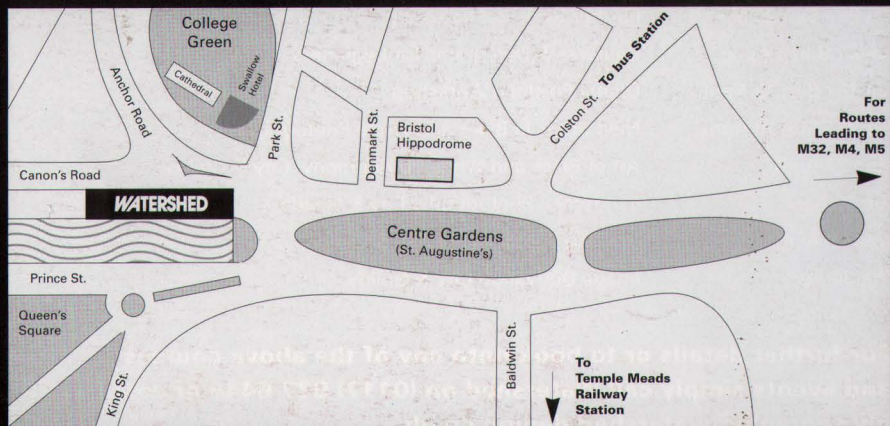 College
Green
Cathedral
Swallow
Hotel
Anchor Road
Park St.
Denmark St.
Bristol
Hippodrome
Colston St. To bus Station
For
Routes
Leading to
M32, M4, M5
Canon's Road
WATERSHED
Centre Gardens
(St. Augustine's)
Prince St.
Queen's
Square
King St.
Baldwin St.
To
Temple Meads
Railway
Station